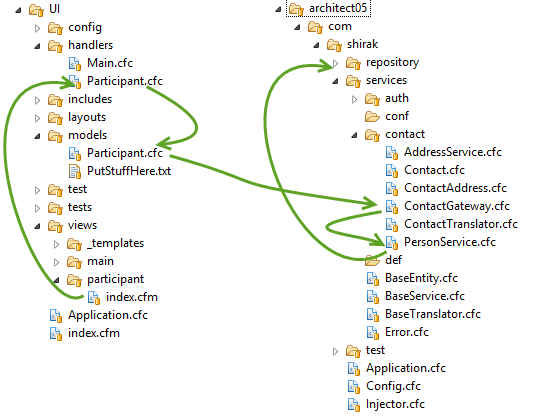 UI
config
handlers
Main.cfc
Participant.cfc
includes
layouts
models
Participant.cfc
PutStuffHere.txt
test
tests
views
_templates
main
participant
index.cfm
Application.cfc
index.cfm
architect05
com
shirak
repository
services
auth
conf
contact
AddressService.cfc
Contact.cfc
ContactAddress.cfc
ContactGateway.cfc
ContactTranslator.cfc
PersonService.cfc
def
BaseEntity.cfc
BaseService.cfc
BaseTranslator.cfc
Error.cfc
test
Application.cfc
Config.cfc
Injector.cfc